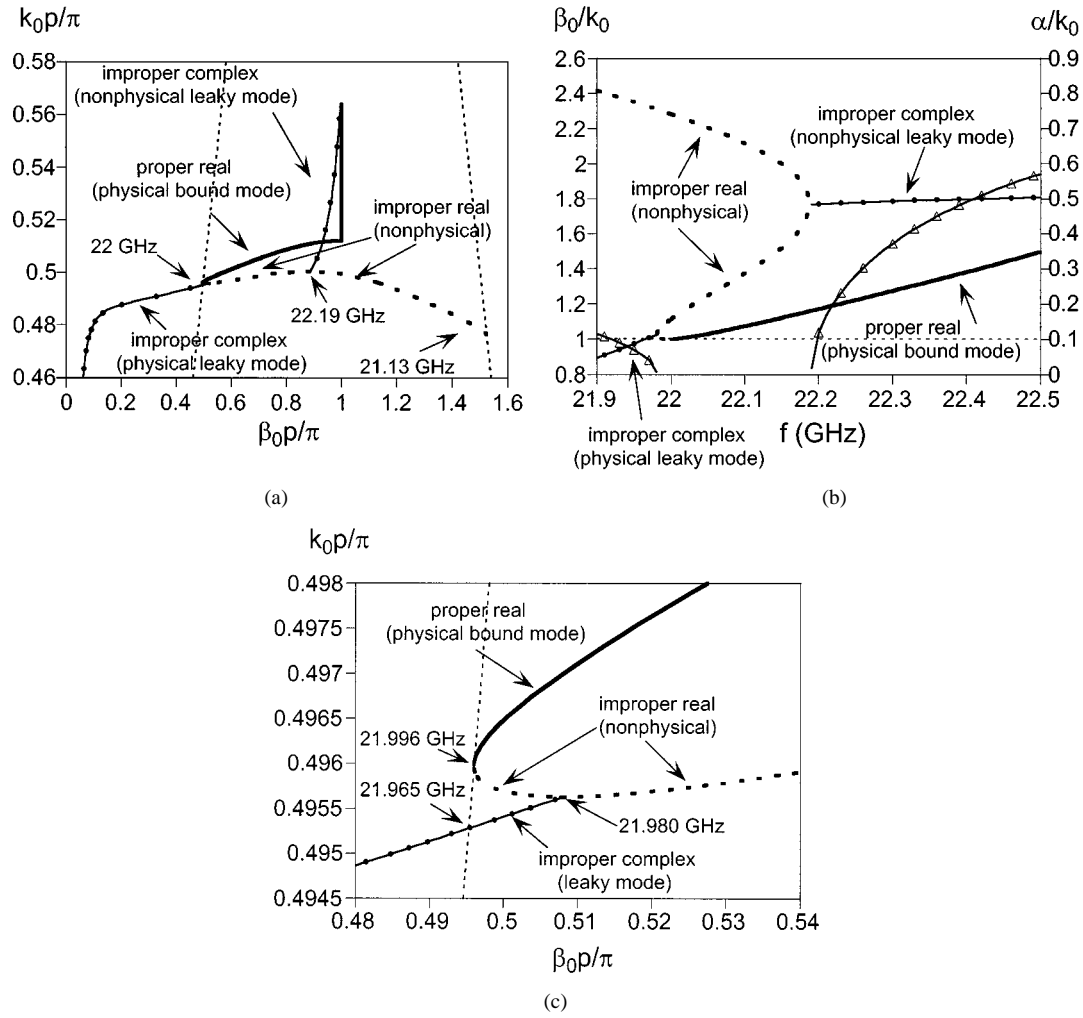 k₀p/π
0.58
0.56
0.54
0.52
0.5
0.48
0.46
0 0.2 0.4 0.6 0.8 1 1.2 1.4 1.6
β₀p/π
improper complex
(nonphysical leaky mode)
proper real
(physical bound mode)
improper real
(nonphysical)
22 GHz
22.19 GHz
improper complex
(physical leaky mode)
21.13 GHz
(a)
β₀/k₀
α/k₀
2.6
2.4
2.2
2
1.8
1.6
1.4
1.2
1
0.8
0.9
0.8
0.7
0.6
0.5
0.4
0.3
0.2
0.1
0
21.9 22 22.1 22.2 22.3 22.4 22.5
f (GHz)
improper complex
(nonphysical leaky mode)
improper real
(nonphysical)
proper real
(physical bound mode)
improper complex
(physical leaky mode)
(b)
k₀p/π
0.498
0.4975
0.497
0.4965
0.496
0.4955
0.495
0.4945
0.48 0.49 0.5 0.51 0.52 0.53 0.54
β₀p/π
proper real
(physical bound mode)
improper real
(nonphysical)
21.996 GHz
21.965 GHz
21.980 GHz
improper complex
(leaky mode)
(c)